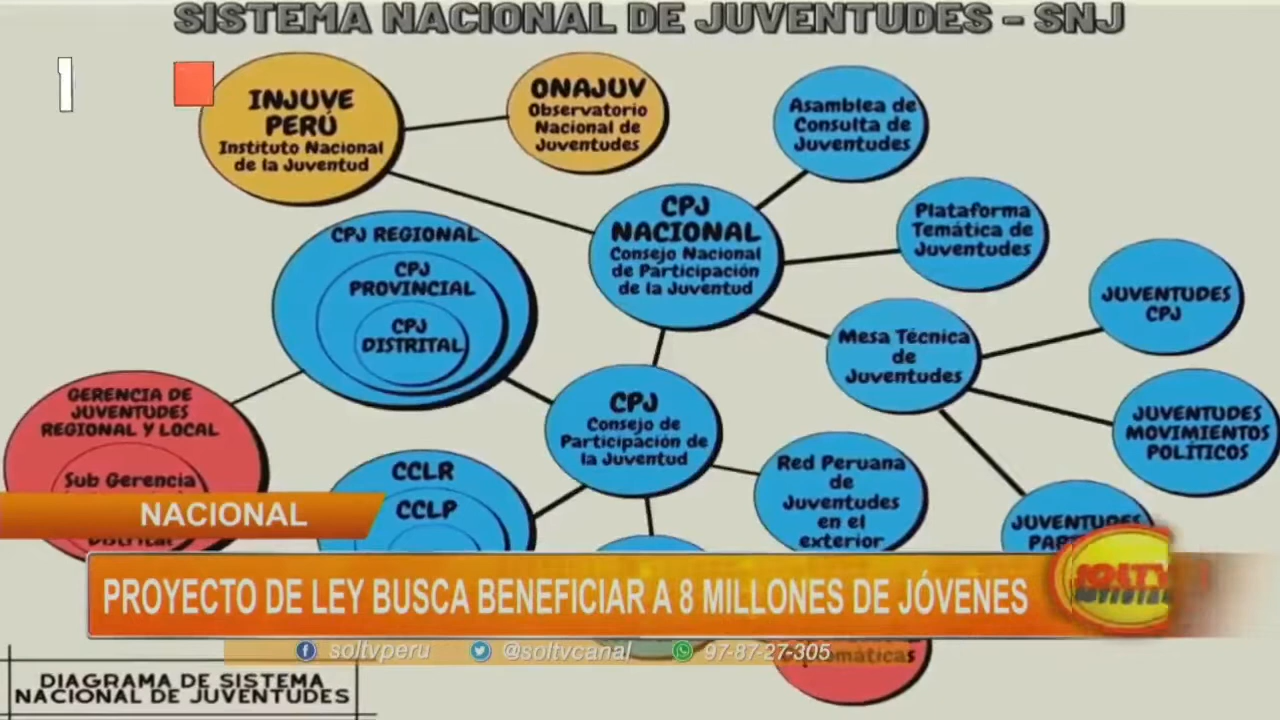 SISTEMA NACIONAL DE JUVENTUDES - SNJ
INJUVE
PERÚ
Instituto Nacional
de la Juventud
ONAJUV
Observatorio
Nacional de
Juventudes
Asamblea de
Consulta de
Juventudes
CPJ
NACIONAL
Consejo Nacional
de Participación
de la Juventud
Plataforma
Temática de
Juventudes
CPJ REGIONAL
CPJ
PROVINCIAL
CPJ
DISTRITAL
JUVENTUDES
CPJ
Mesa Técnica
de
Juventudes
GERENCIA DE
JUVENTUDES
REGIONAL Y LOCAL
Sub Gerencia
CPJ
Consejo de
Participación de
la Juventud
JUVENTUDES
MOVIMIENTOS
POLÍTICOS
CCLR
CCLP
Red Peruana
de
Juventudes
en el
exterior
JUVENTUDES
NACIONAL
PROYECTO DE LEY BUSCA BENEFICIAR A 8 MILLONES DE JÓVENES
SOLTV
NOTICIAS
soltvperu @soltvcanal 97-87-27-305
DIAGRAMA DE SISTEMA
NACIONAL DE JUVENTUDES